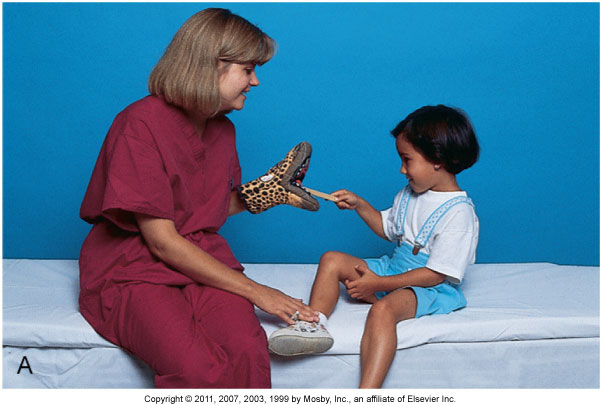 A
Copyright © 2011, 2007, 2003, 1999 by Mosby, Inc., an affiliate of Elsevier Inc.